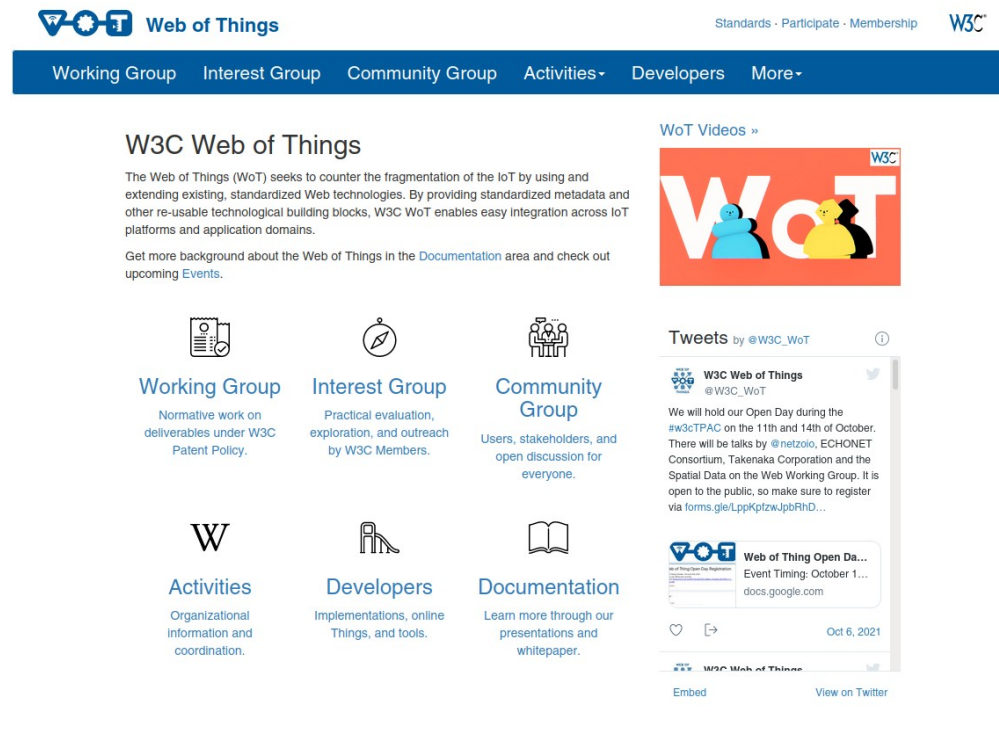 WoT Web of Things
Standards · Participate · Membership
W3C
Working Group Interest Group Community Group Activities Developers More
W3C Web of Things
The Web of Things (WoT) seeks to counter the fragmentation of the IoT by using and
extending existing, standardized Web technologies. By providing standardized metadata and
other re-usable technological building blocks, W3C WoT enables easy integration across IoT
platforms and application domains.
Get more background about the Web of Things in the Documentation area and check out
upcoming Events.
Working Group
Normative work on
deliverables under W3C
Patent Policy.
Interest Group
Practical evaluation,
exploration, and outreach
by W3C Members.
Community
Group
Users, stakeholders, and
open discussion for
everyone.
W
Activities
Organizational
information and
coordination.
Developers
Implementations, online
Things, and tools.
Documentation
Learn more through our
presentations and
whitepaper.
WoT Videos »
W3C
WoT
Tweets by @W3C_WoT
W3C Web of Things
@W3C_WoT
We will hold our Open Day during the
#w3cTPAC on the 11th and 14th of October.
There will be talks by @netzoio, ECHONET
Consortium, Takenaka Corporation and the
Spatial Data on the Web Working Group. It is
open to the public, so make sure to register
via forms.gle/LppKpfzwJpbRhD…
WoT
Web of Thing Open Da…
Event Timing: October 1…
docs.google.com
Oct 6, 2021
W3C Web of Things
Embed
View on Twitter